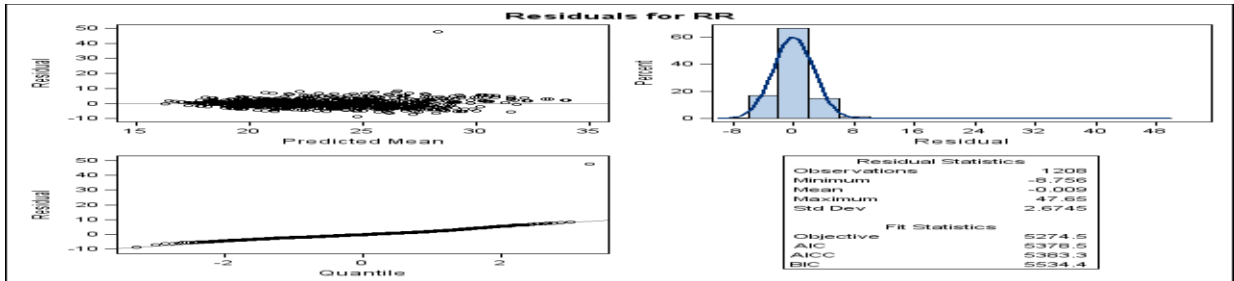 Residuals for RR
50
40
30
20
10
0
-10
Residual
15
20
25
30
35
Predicted Mean
60
40
20
0
Percent
-8
0
8
16
24
32
40
48
Residual
50
40
30
20
10
0
-10
Residual
-2
0
2
Quantile
Residual Statistics
Observations 1208
Minimum -8.756
Mean -0.009
Maximum 47.65
Std Dev 2.6745
Fit Statistics
Objective 5274.5
AIC 5378.5
AICC 5383.3
BIC 5534.4